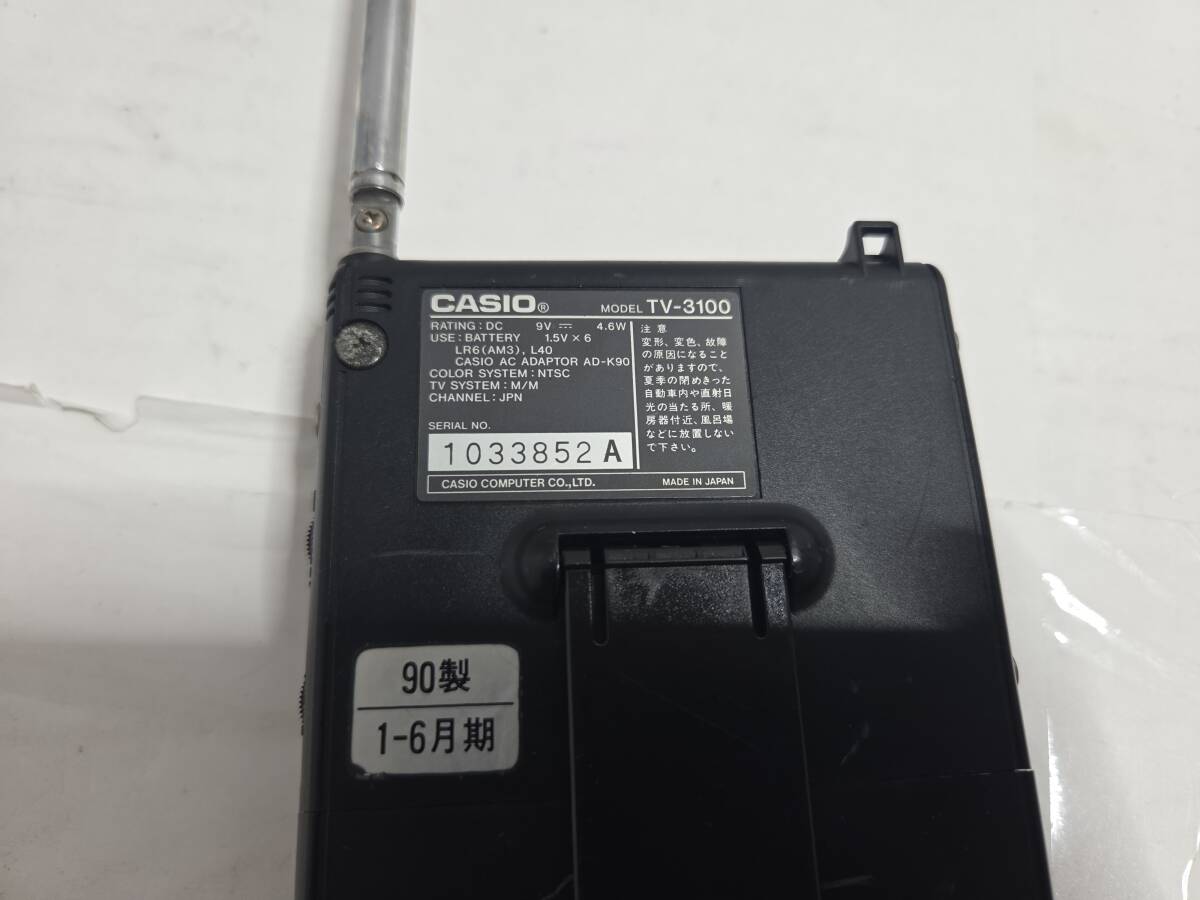 CASIO® MODEL TV-3100
RATING : DC 9V ⎓ 4.6W
USE : BATTERY 1.5V × 6
LR6(AM3), L40
CASIO AC ADAPTOR AD-K90
COLOR SYSTEM : NTSC
TV SYSTEM : M/M
CHANNEL : JPN
SERIAL NO.
1033852 A
注意
変形、変色、故障
の原因になること
がありますので、
夏季の閉めきった
自動車内や直射日
光の当たる所、暖
房器付近、風呂場
などに放置しない
で下さい。
CASIO COMPUTER CO.,LTD. MADE IN JAPAN
90製
1-6月期